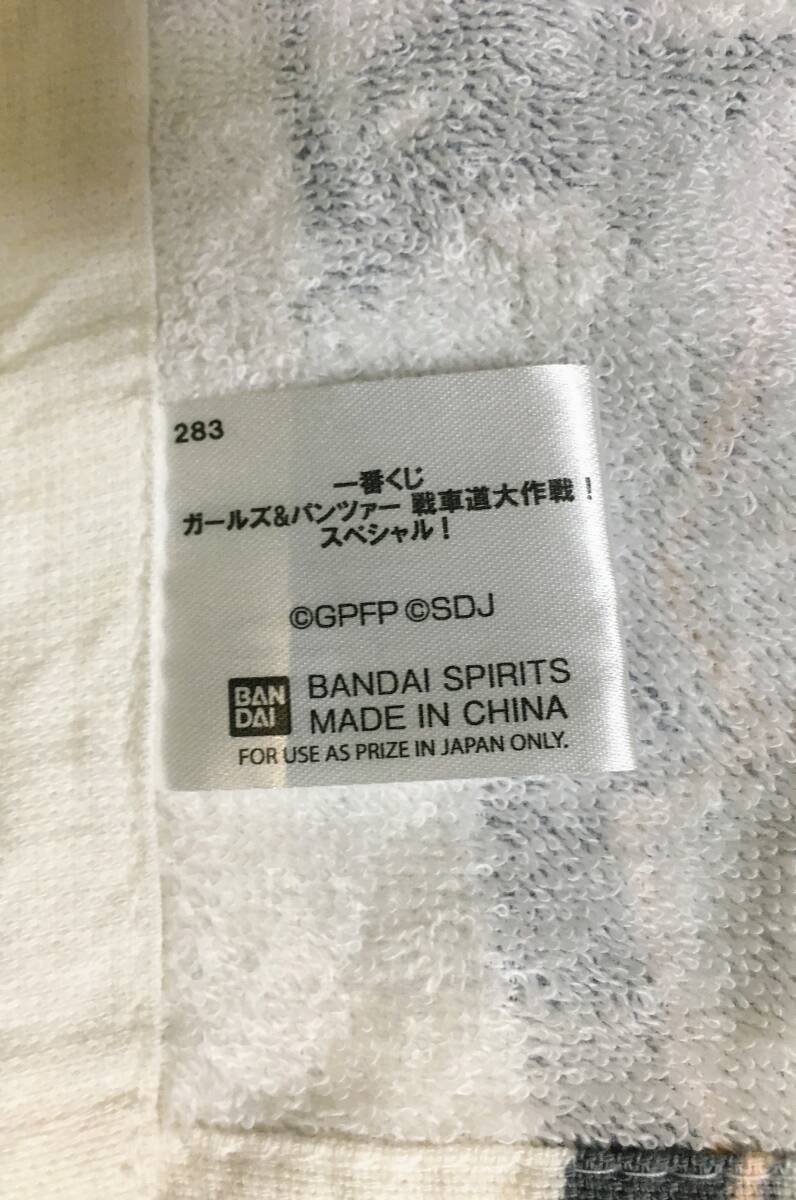 283
一番くじ
ガールズ&パンツァー 戦車道大作戦！
スペシャル！
©GPFP ©SDJ
BAN
DAI
BANDAI SPIRITS
MADE IN CHINA
FOR USE AS PRIZE IN JAPAN ONLY.